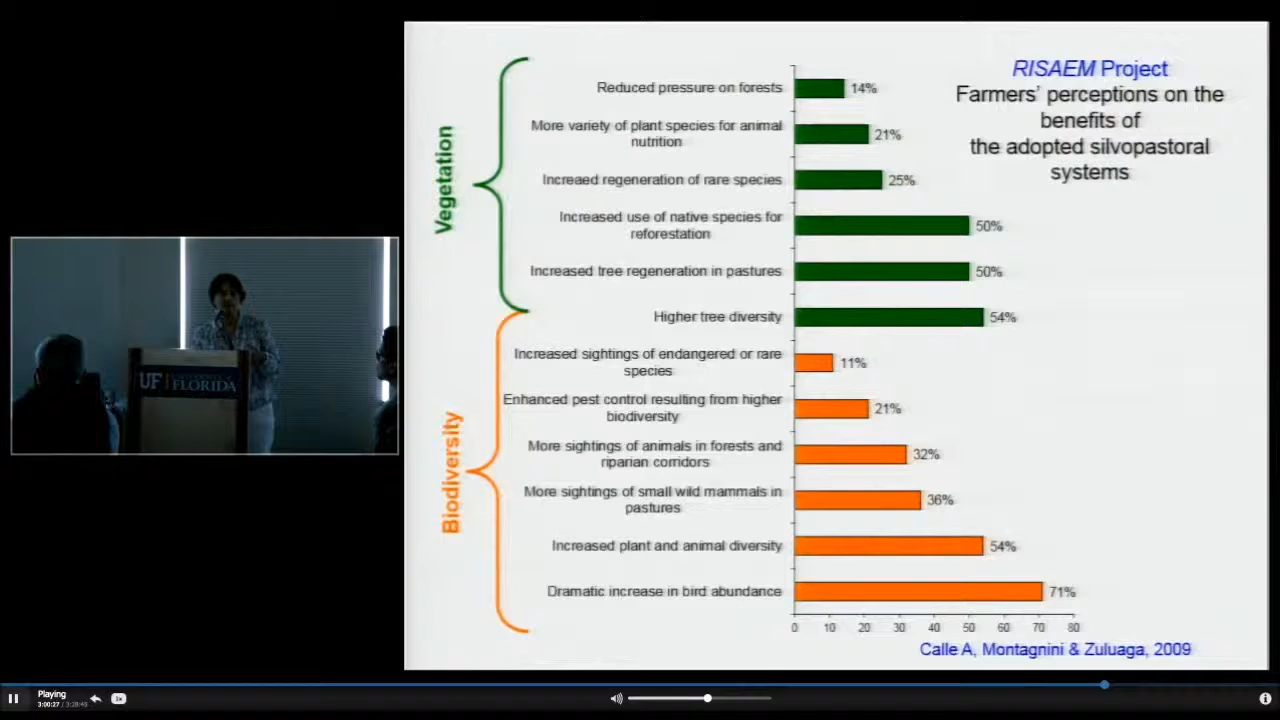 RISAEM Project
Farmers' perceptions on the
benefits of
the adopted silvopastoral
systems
Vegetation
Reduced pressure on forests
14%
More variety of plant species for animal
nutrition
21%
Increaed regeneration of rare species
25%
Increased use of native species for
reforestation
50%
Increased tree regeneration in pastures
50%
Higher tree diversity
54%
Biodiversity
Increased sightings of endangered or rare
species
11%
Enhanced pest control resulting from higher
biodiversity
21%
More sightings of animals in forests and
riparian corridors
32%
More sightings of small wild mammals in
pastures
36%
Increased plant and animal diversity
54%
Dramatic increase in bird abundance
71%
0 10 20 30 40 50 60 70 80
Calle A, Montagnini & Zuluaga, 2009
UF
FLORIDA
Playing
3:00:27